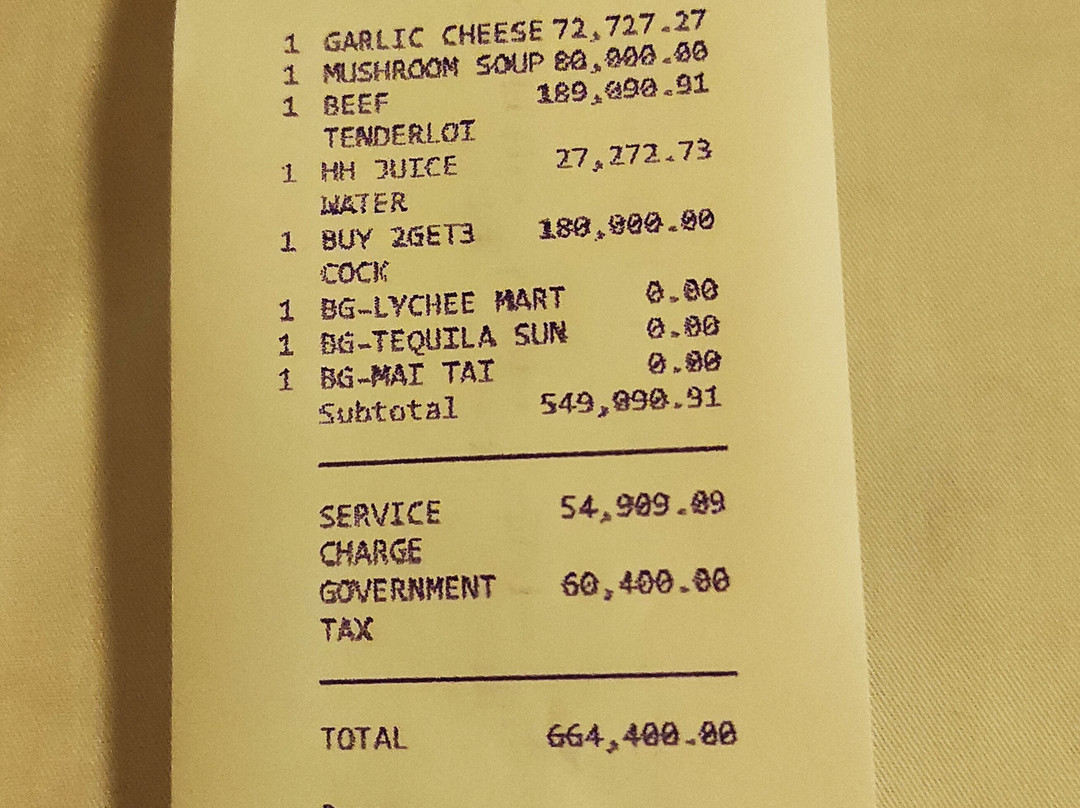 1 GARLIC CHEESE 72,727.27
1 MUSHROOM SOUP 80,000.00
1 BEEF 189,090.91
TENDERLOI
1 HH JUICE 27,272.73
WATER
1 BUY 2GET3 180,000.00
COCK
1 BG-LYCHEE MART 0.00
1 BG-TEQUILA SUN 0.00
1 BG-MAI TAI 0.00
Subtotal 549,090.91
SERVICE 54,909.09
CHARGE
GOVERNMENT 60,400.00
TAX
TOTAL 664,400.00